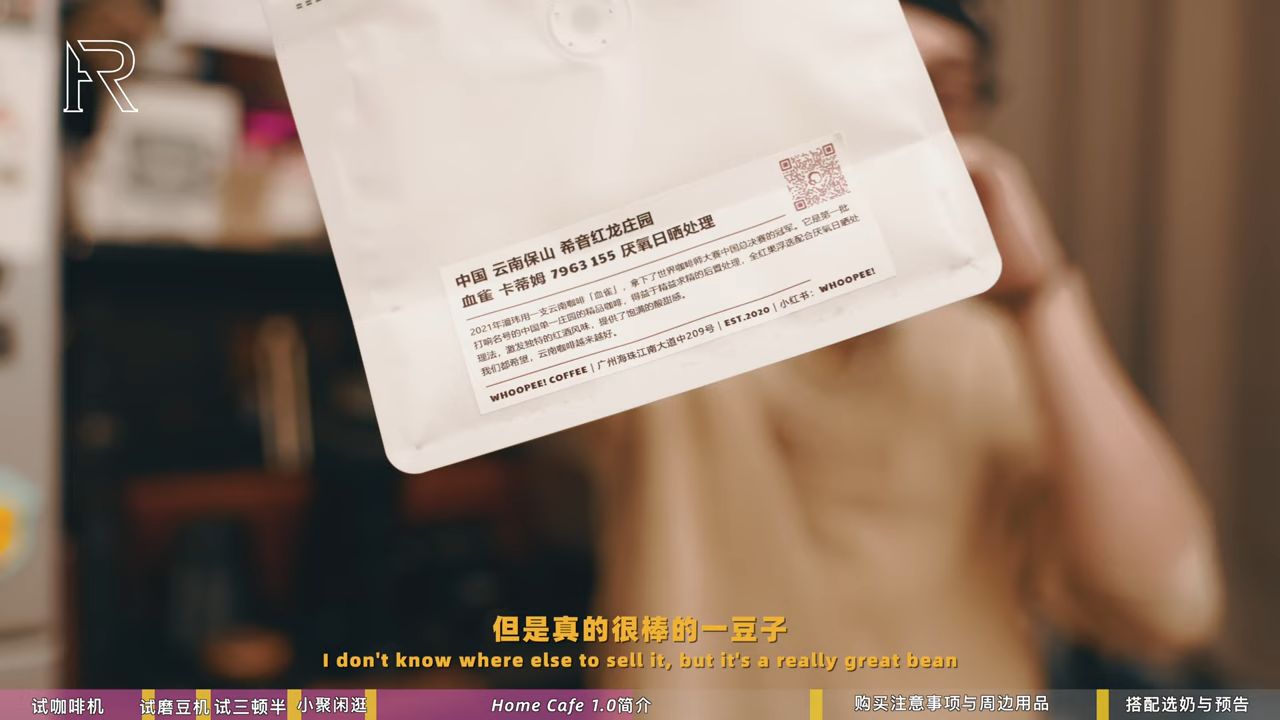 中国 云南保山 希音红龙庄园
血雀 卡蒂姆 7963 155 厌氧日晒处理
2021年潘玮用一支云南咖啡「血雀」，拿下了世界咖啡师大赛中国总决赛的冠军。它是第一批
打响名号的中国单一庄园的精品咖啡，得益于精益求精的后置处理，全红果浮选配合厌氧日晒处
理法，激发独特的红酒风味，提供了饱满的酸甜感。
我们都希望，云南咖啡越来越好。
WHOOPEE! COFFEE | 广州海珠江南大道中209号 | EST.2020 | 小红书：WHOOPEE!
但是真的很棒的一豆子
I don't know where else to sell it, but it's a really great bean
试咖啡机 试磨豆机 试三顿半 小聚闲逛 Home Cafe 1.0简介 购买注意事项与周边用品 搭配选奶与预告